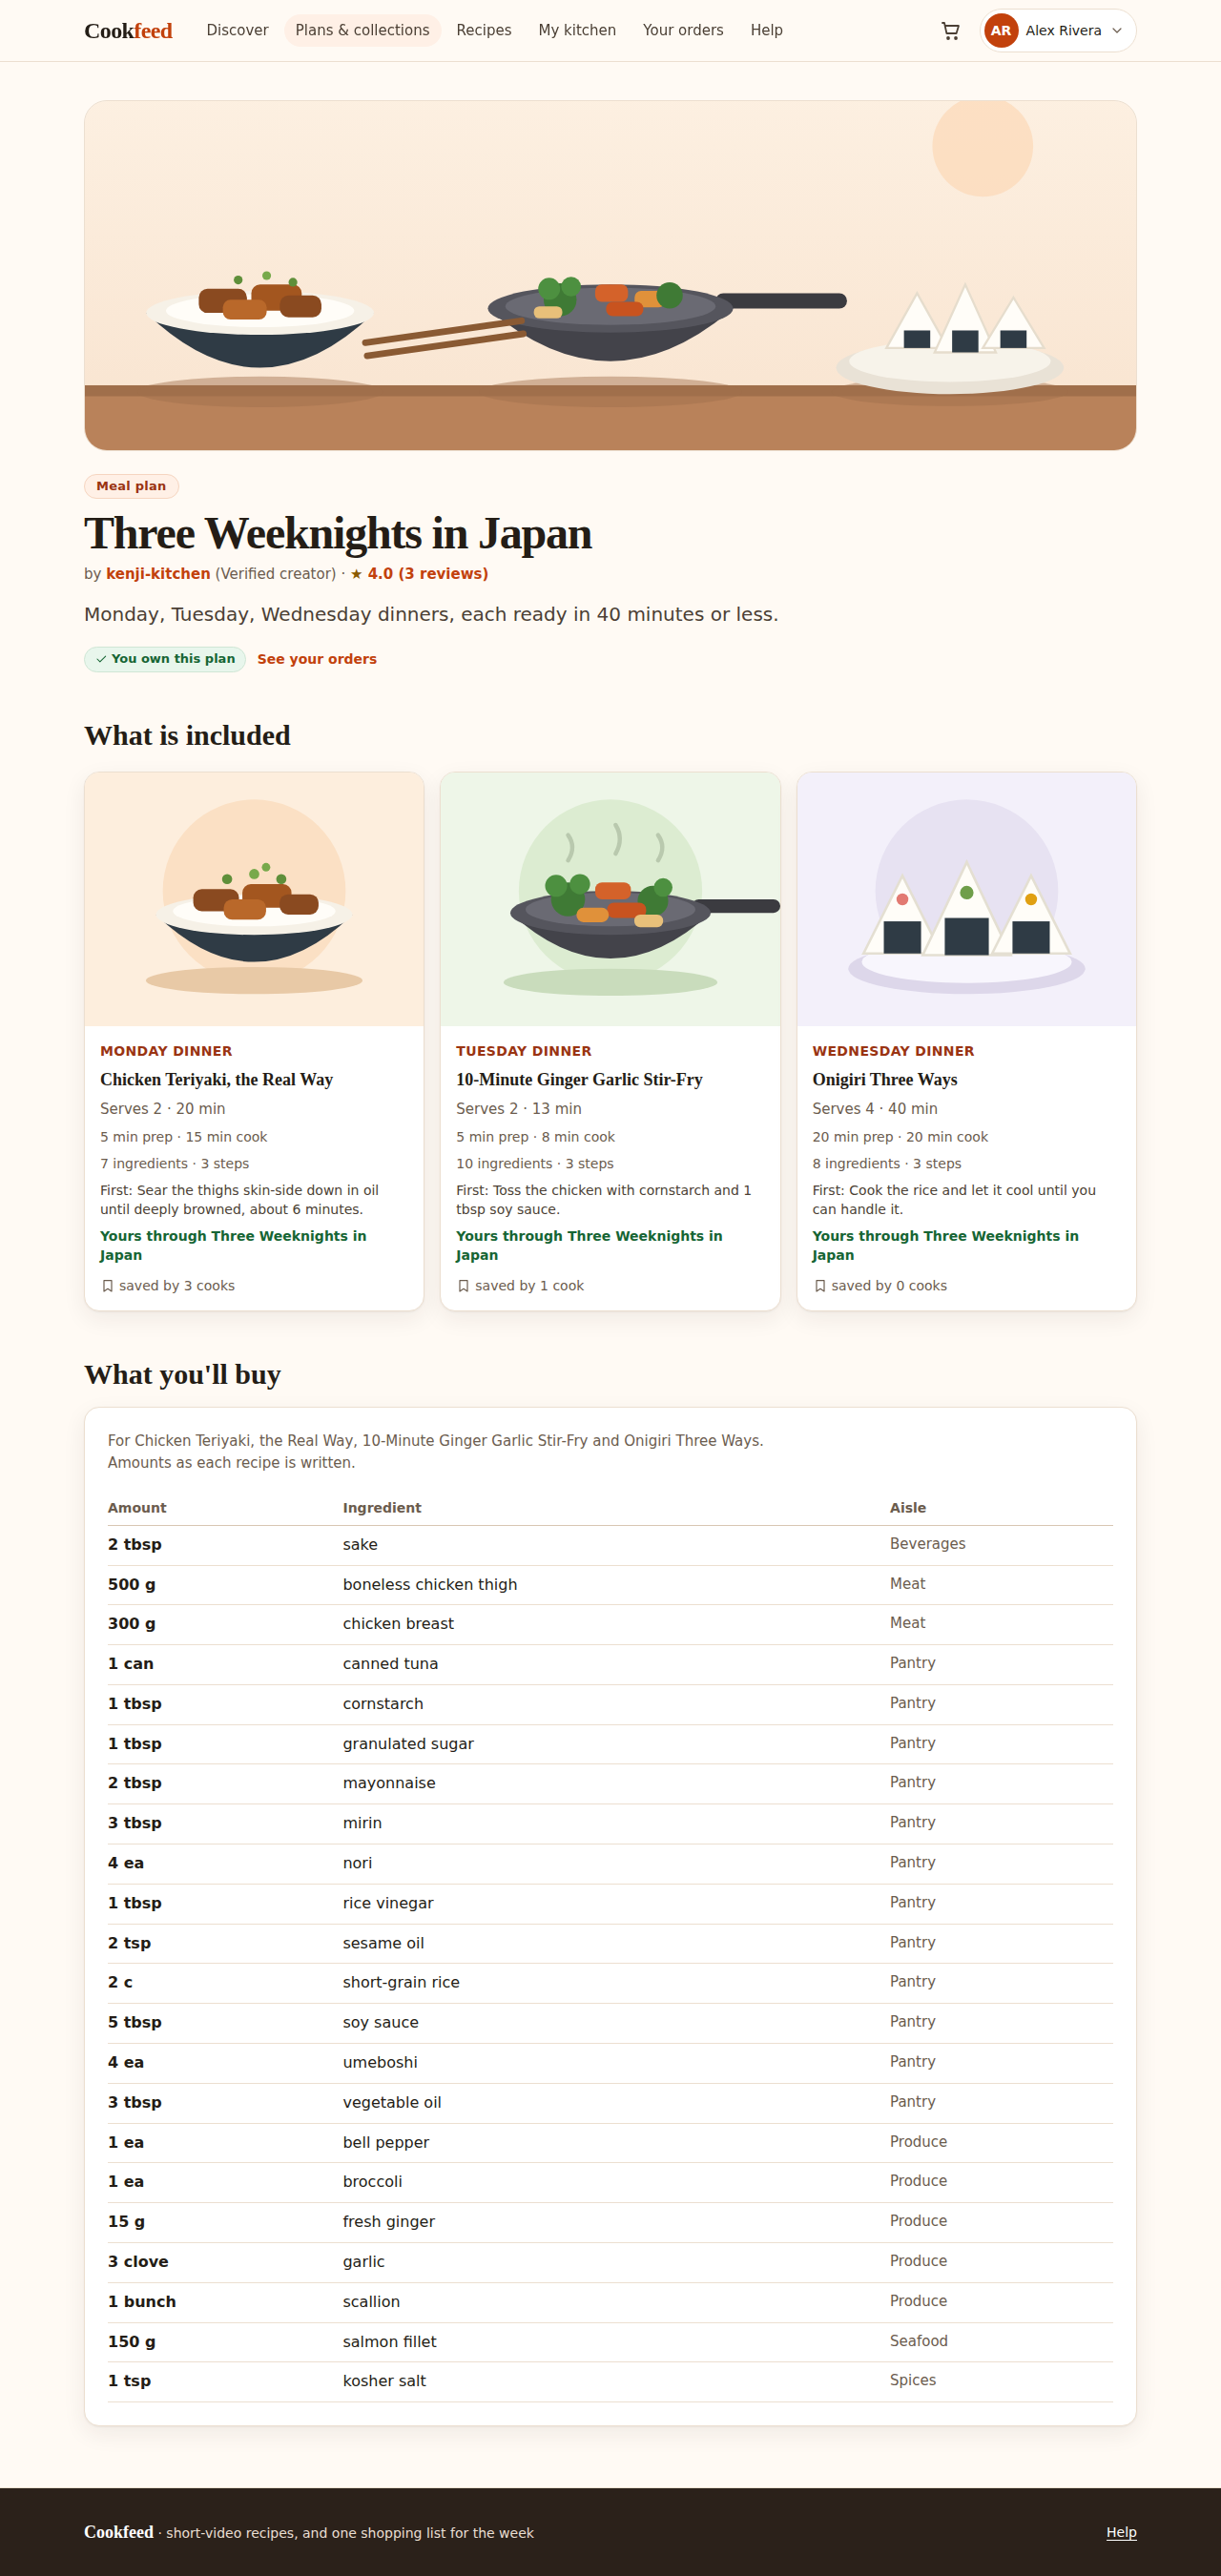 Cookfeed Discover Plans & collections Recipes My kitchen Your orders Help AR Alex Rivera
Meal plan
Three Weeknights in Japan
by kenji-kitchen (Verified creator) · ★ 4.0 (3 reviews)
Monday, Tuesday, Wednesday dinners, each ready in 40 minutes or less.
You own this plan See your orders
What is included
MONDAY DINNER
Chicken Teriyaki, the Real Way
Serves 2 · 20 min
5 min prep · 15 min cook
7 ingredients · 3 steps
First: Sear the thighs skin-side down in oil
until deeply browned, about 6 minutes.
Yours through Three Weeknights in
Japan
saved by 3 cooks
TUESDAY DINNER
10-Minute Ginger Garlic Stir-Fry
Serves 2 · 13 min
5 min prep · 8 min cook
10 ingredients · 3 steps
First: Toss the chicken with cornstarch and 1
tbsp soy sauce.
Yours through Three Weeknights in
Japan
saved by 1 cook
WEDNESDAY DINNER
Onigiri Three Ways
Serves 4 · 40 min
20 min prep · 20 min cook
8 ingredients · 3 steps
First: Cook the rice and let it cool until you
can handle it.
Yours through Three Weeknights in
Japan
saved by 0 cooks
What you'll buy
For Chicken Teriyaki, the Real Way, 10-Minute Ginger Garlic Stir-Fry and Onigiri Three Ways.
Amounts as each recipe is written.
Amount Ingredient Aisle
2 tbsp sake Beverages
500 g boneless chicken thigh Meat
300 g chicken breast Meat
1 can canned tuna Pantry
1 tbsp cornstarch Pantry
1 tbsp granulated sugar Pantry
2 tbsp mayonnaise Pantry
3 tbsp mirin Pantry
4 ea nori Pantry
1 tbsp rice vinegar Pantry
2 tsp sesame oil Pantry
2 c short-grain rice Pantry
5 tbsp soy sauce Pantry
4 ea umeboshi Pantry
3 tbsp vegetable oil Pantry
1 ea bell pepper Produce
1 ea broccoli Produce
15 g fresh ginger Produce
3 clove garlic Produce
1 bunch scallion Produce
150 g salmon fillet Seafood
1 tsp kosher salt Spices
Cookfeed · short-video recipes, and one shopping list for the week Help